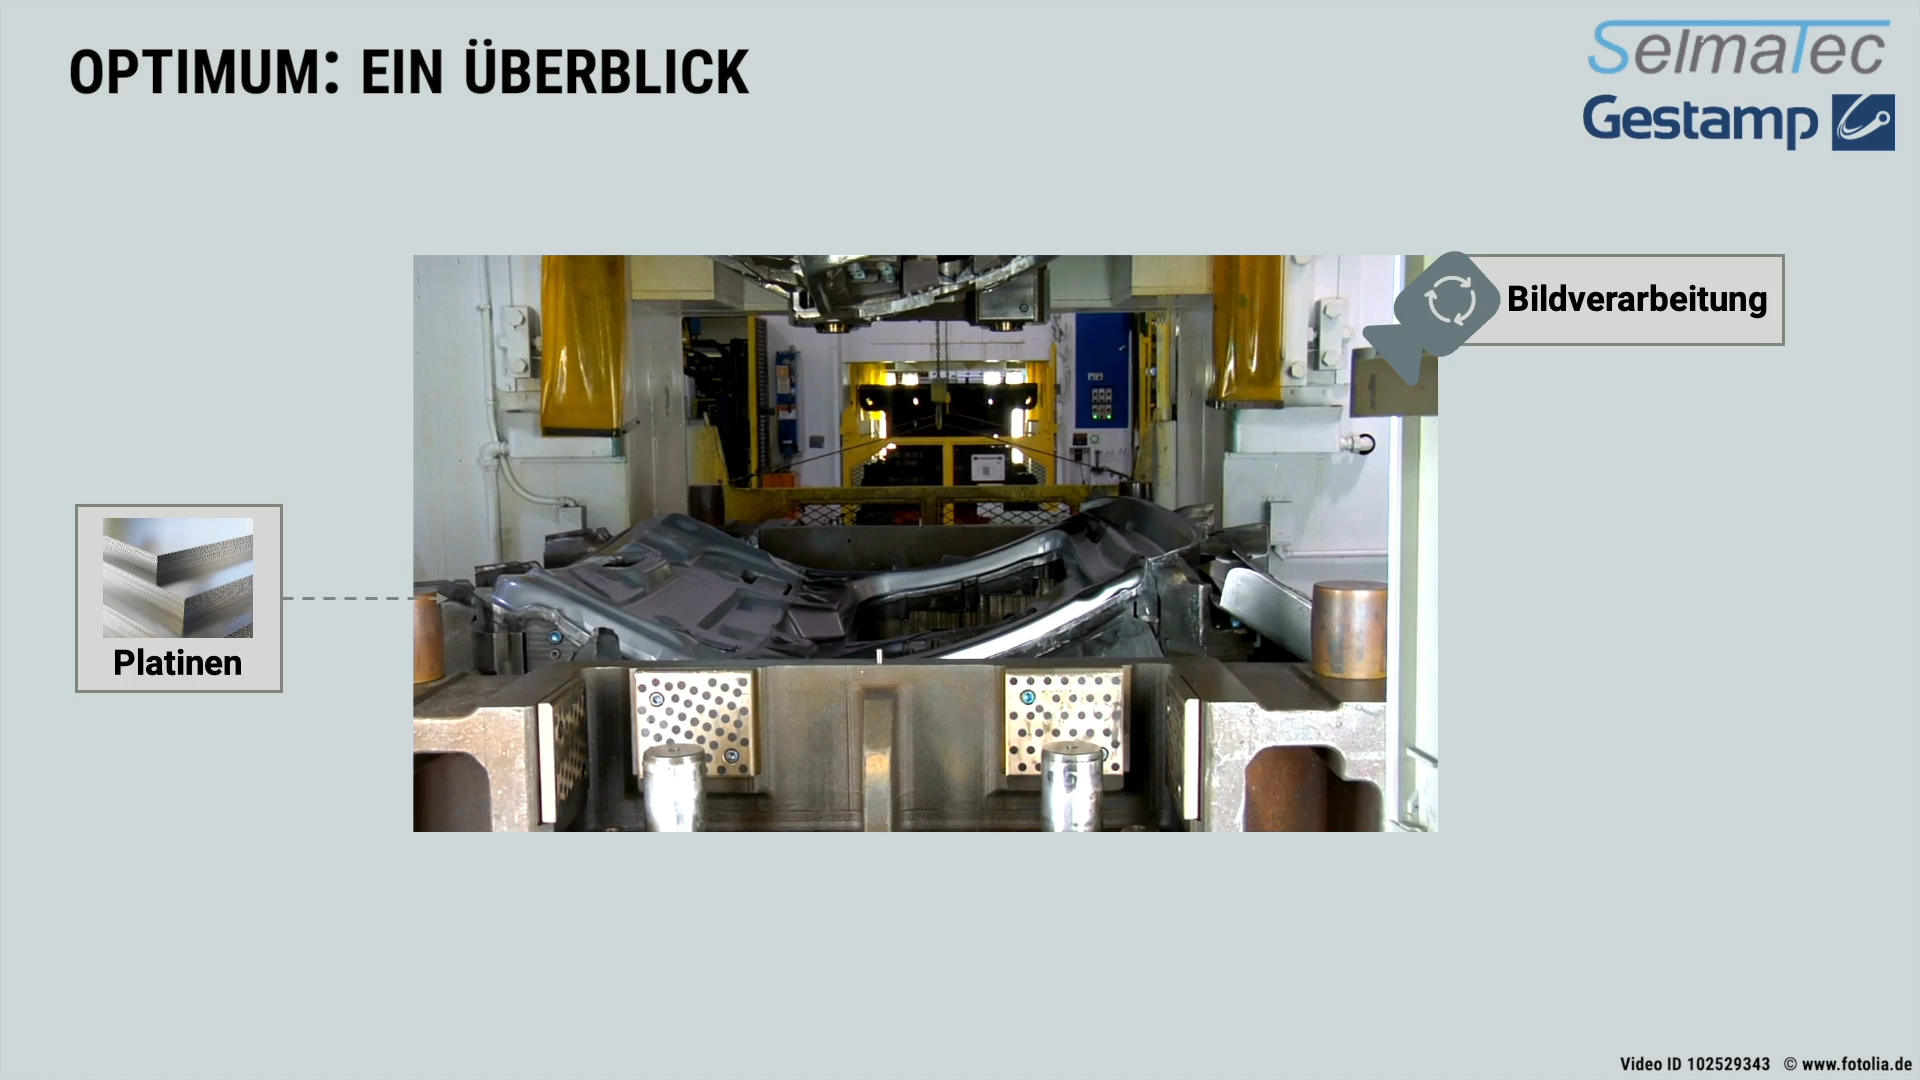 OPTIMUM: EIN ÜBERBLICK
SelmaTec
Gestamp
Bildverarbeitung
Platinen
Video ID 102529343 © www.fotolia.de